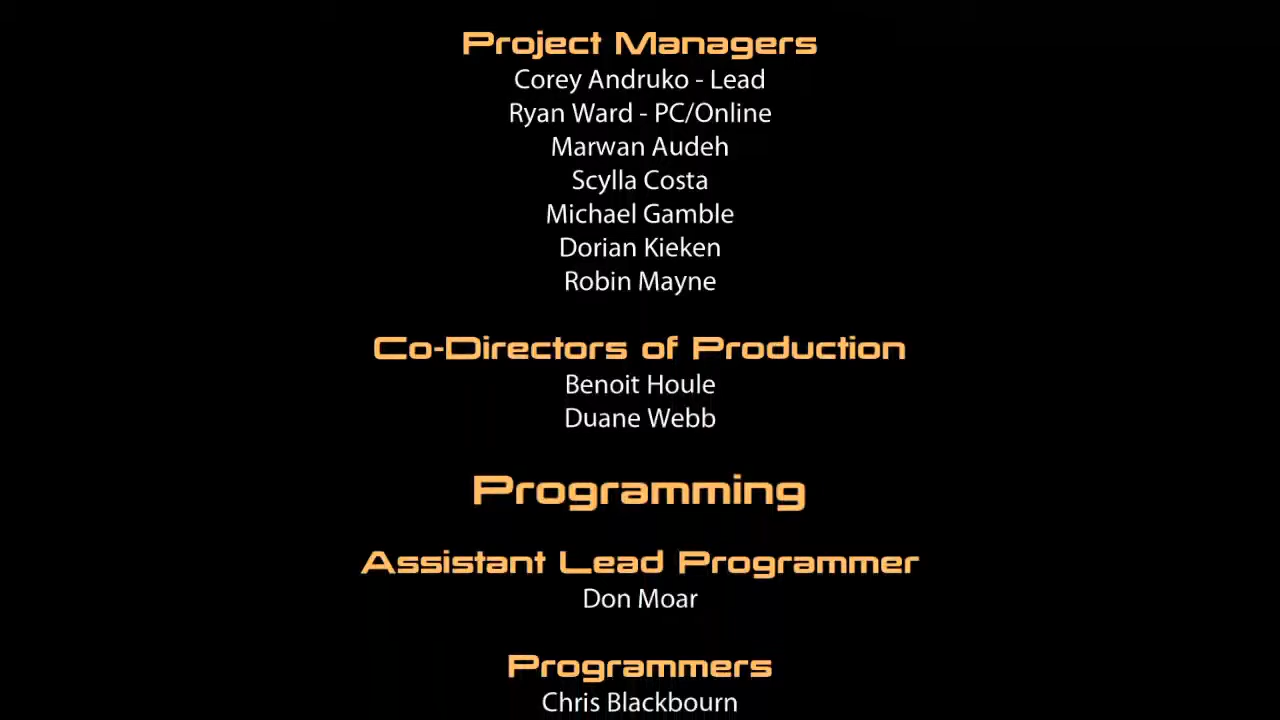 Project Managers
Corey Andruko - Lead
Ryan Ward - PC/Online
Marwan Audeh
Scylla Costa
Michael Gamble
Dorian Kieken
Robin Mayne
Co-Directors of Production
Benoit Houle
Duane Webb
Programming
Assistant Lead Programmer
Don Moar
Programmers
Chris Blackbourn